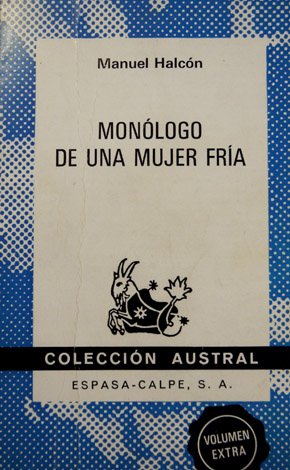 Manuel Halcón
MONÓLOGO
DE UNA MUJER FRÍA
COLECCIÓN AUSTRAL
ESPASA-CALPE, S. A.
VOLUMEN
EXTRA